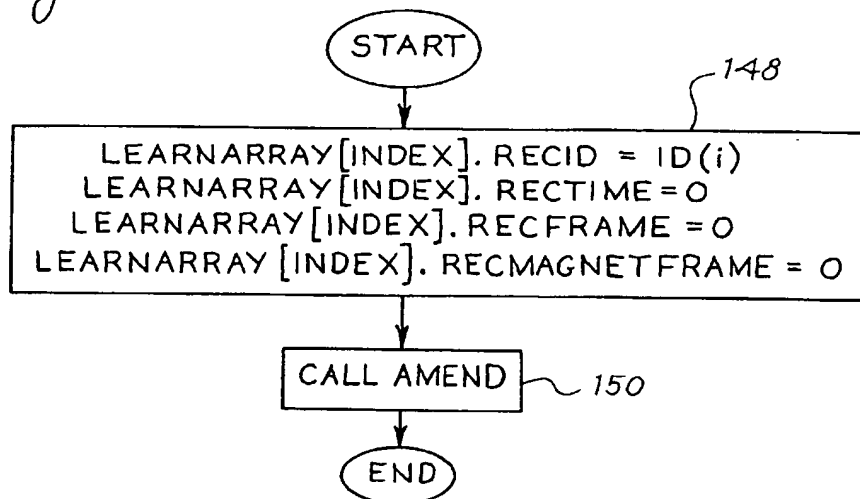 START
148
LEARNARRAY[INDEX]. RECID = ID(i)
LEARNARRAY[INDEX]. RECTIME=0
LEARNARRAY[INDEX]. RECFRAME = 0
LEARNARRAY [INDEX]. RECMAGNETFRAME = 0
CALL AMEND
150
END